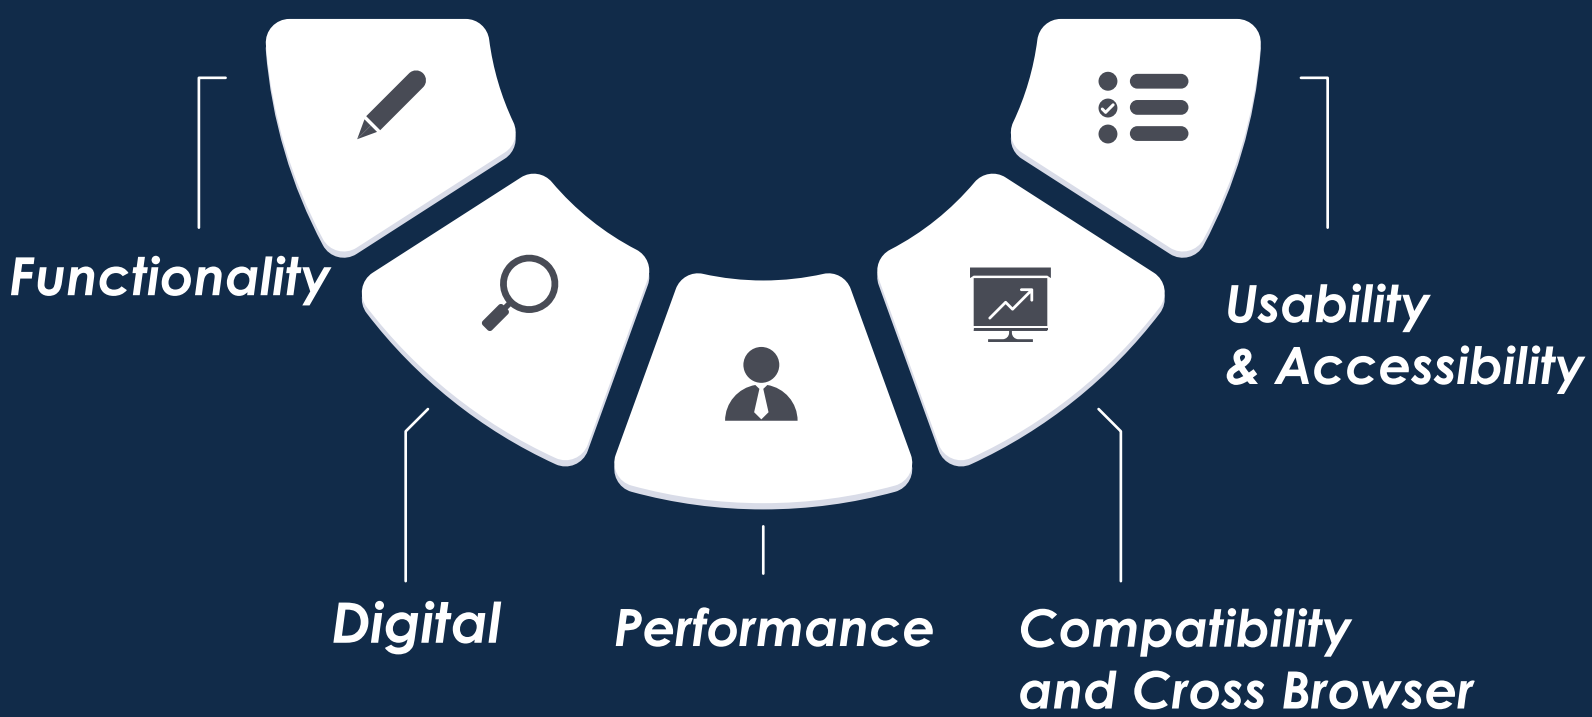 Functionality
Digital
Performance
Compatibility
and Cross Browser
Usability
& Accessibility